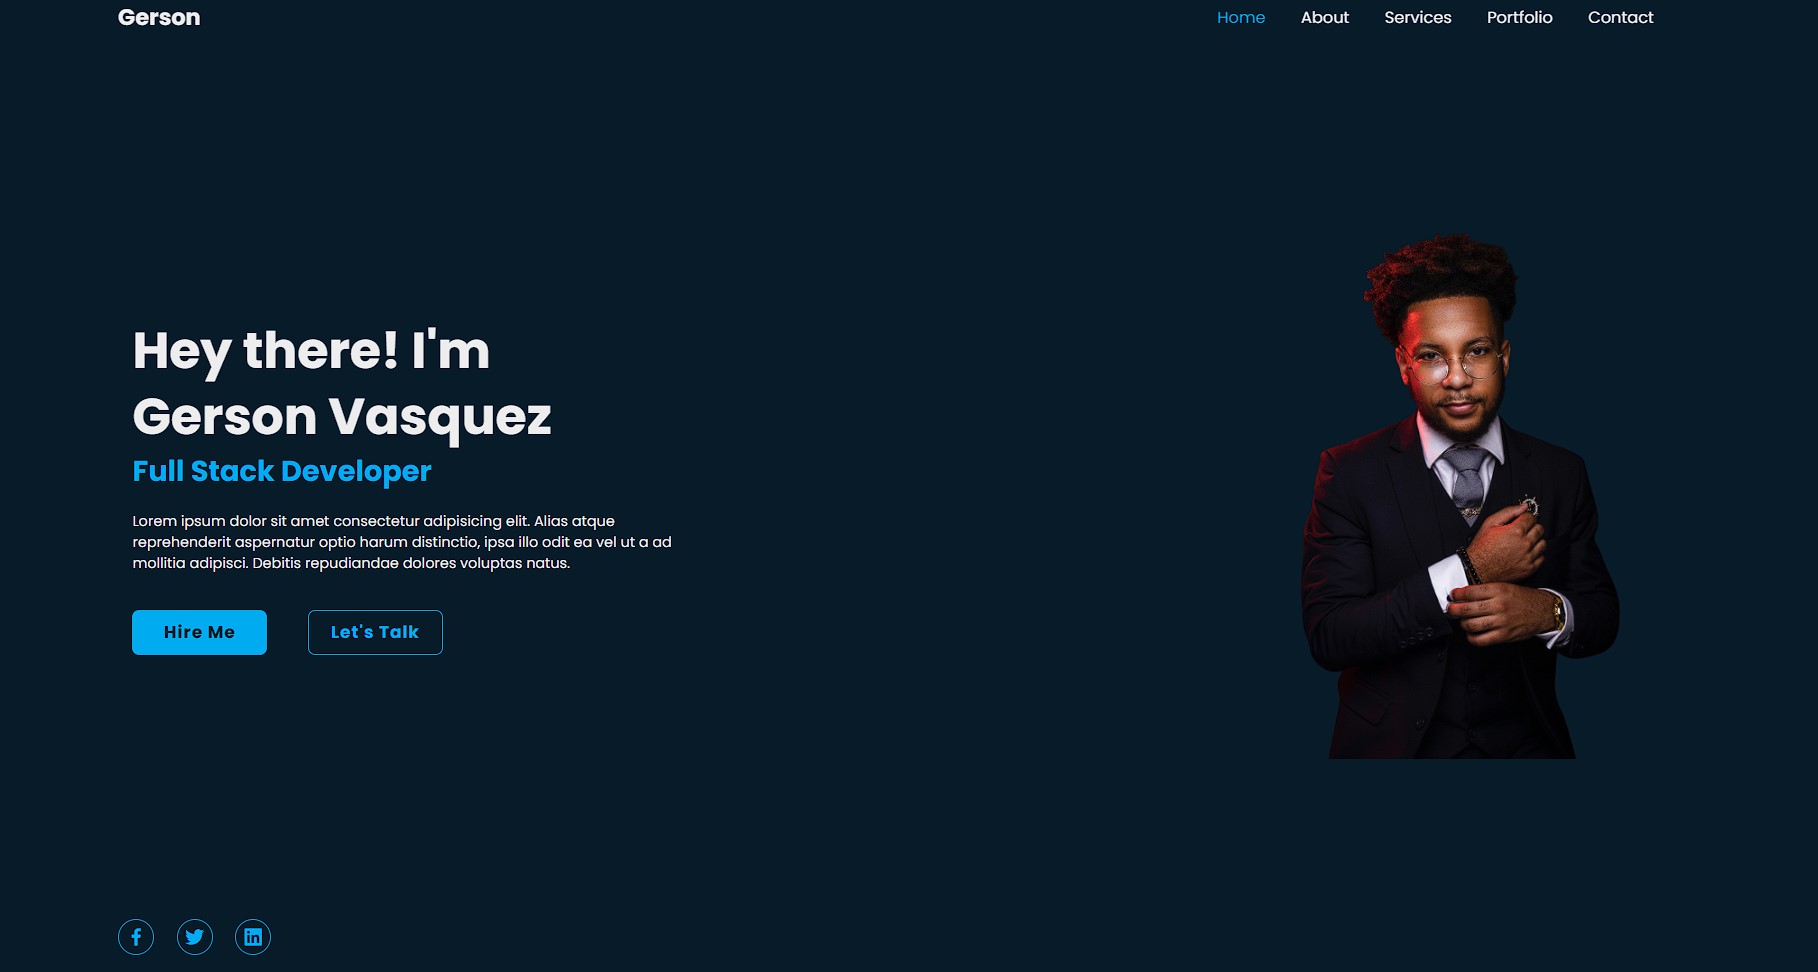 Gerson
Home About Services Portfolio Contact
Hey there! I'm
Gerson Vasquez
Full Stack Developer
Lorem ipsum dolor sit amet consectetur adipisicing elit. Alias atque
reprehenderit aspernatur optio harum distinctio, ipsa illo odit ea vel ut a ad
mollitia adipisci. Debitis repudiandae dolores voluptas natus.
Hire Me
Let's Talk